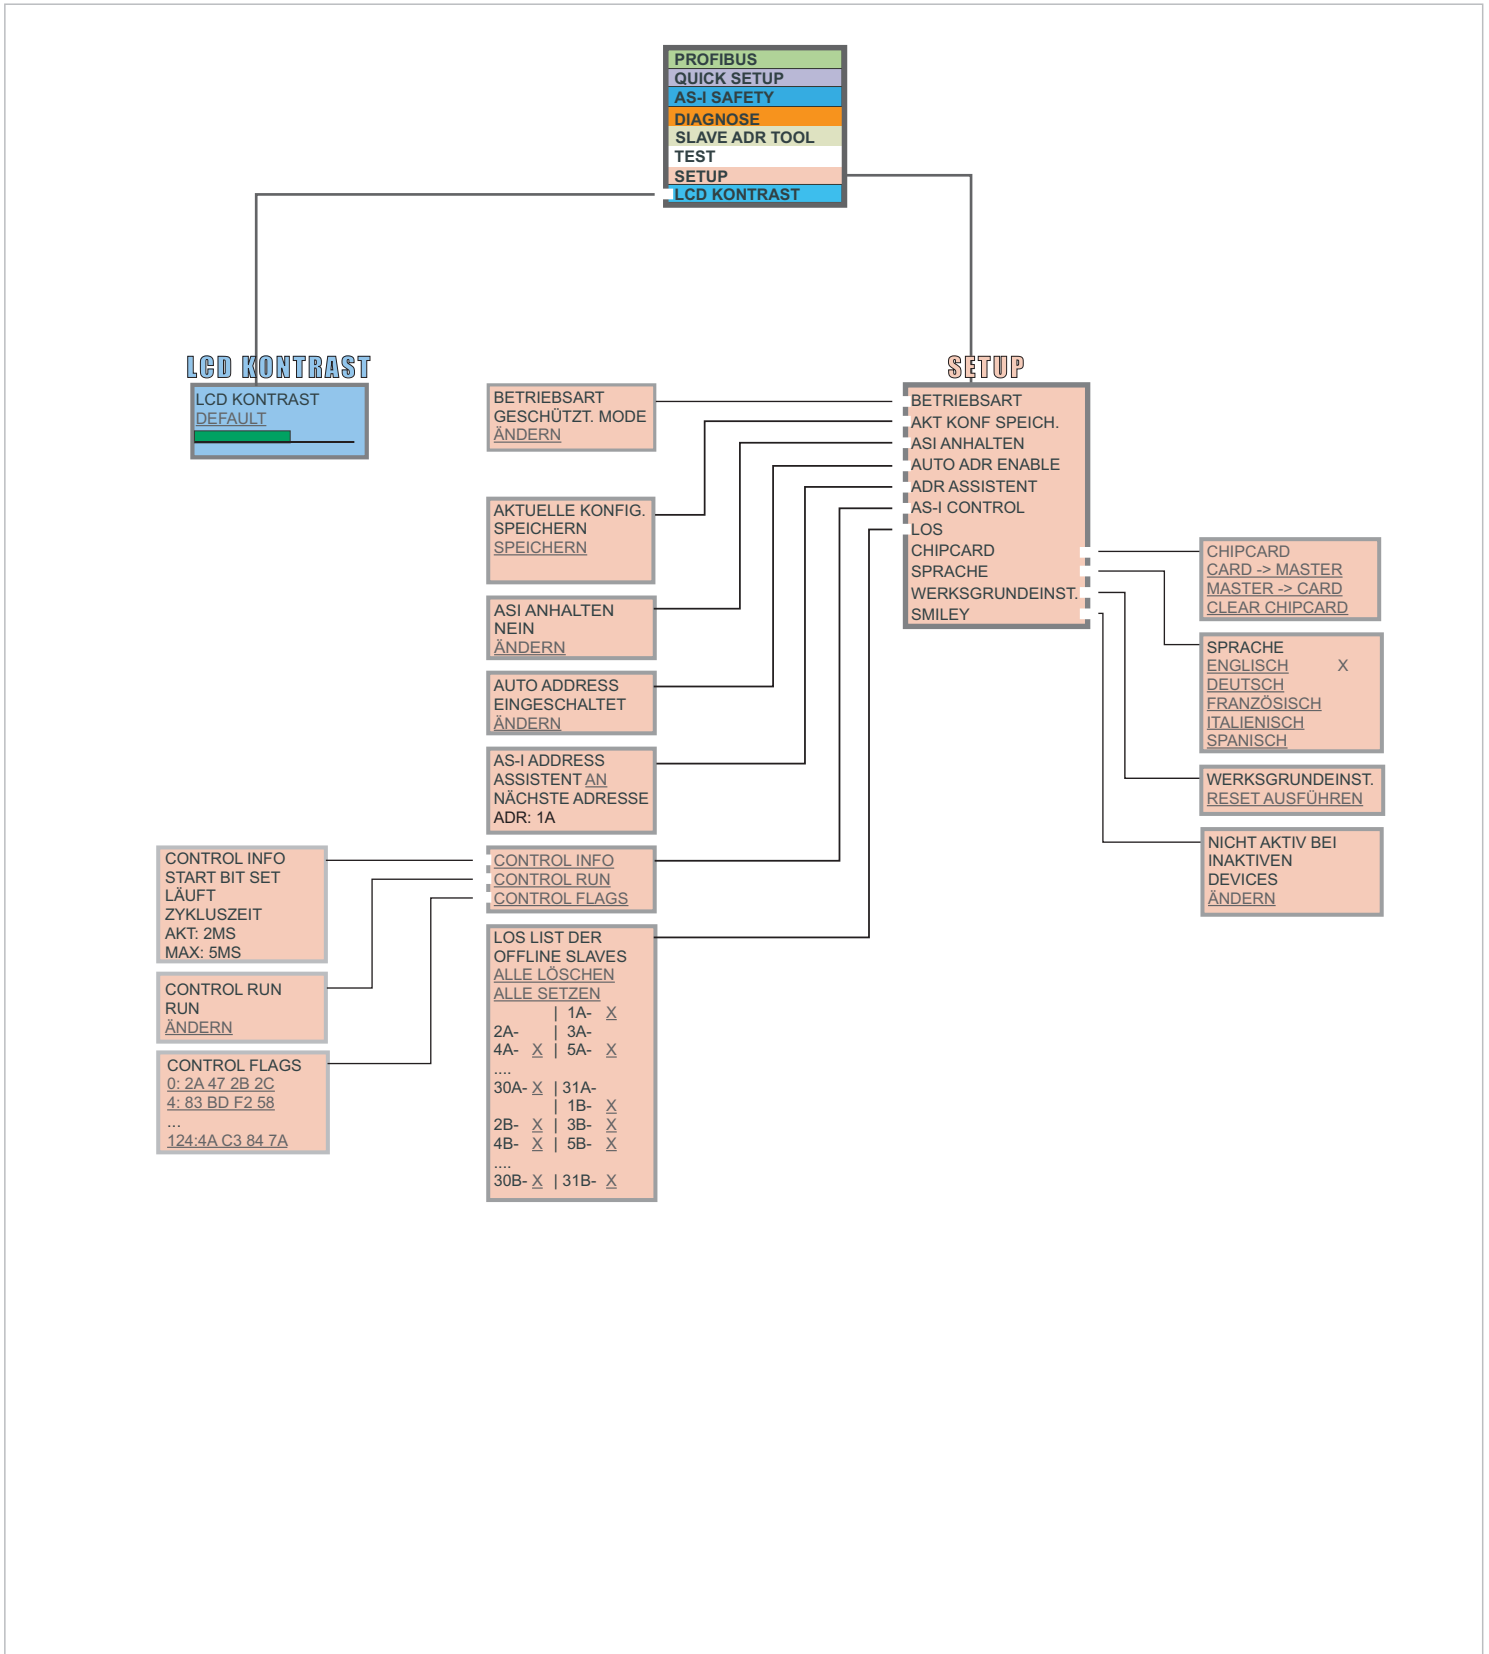 PROFIBUS
QUICK SETUP
AS-I SAFETY
DIAGNOSE
SLAVE ADR TOOL
TEST
SETUP
LCD KONTRAST
LCD KONTRAST
LCD KONTRAST
DEFAULT
BETRIEBSART
GESCHÜTZT. MODE
ÄNDERN
AKTUELLE KONFIG.
SPEICHERN
SPEICHERN
ASI ANHALTEN
NEIN
ÄNDERN
AUTO ADDRESS
EINGESCHALTET
ÄNDERN
AS-I ADDRESS
ASSISTENT AN
NÄCHSTE ADRESSE
ADR: 1A
CONTROL INFO
CONTROL RUN
CONTROL FLAGS
CONTROL INFO
START BIT SET
LÄUFT
ZYKLUSZEIT
AKT: 2MS
MAX: 5MS
CONTROL RUN
RUN
ÄNDERN
CONTROL FLAGS
0: 2A 47 2B 2C
4: 83 BD F2 58
...
124:4A C3 84 7A
LOS LIST DER
OFFLINE SLAVES
ALLE LÖSCHEN
ALLE SETZEN
| 1A- X
2A- | 3A-
4A- X | 5A- X
....
30A- X | 31A-
| 1B- X
2B- X | 3B- X
4B- X | 5B- X
....
30B- X | 31B- X
SETUP
BETRIEBSART
AKT KONF SPEICH.
ASI ANHALTEN
AUTO ADR ENABLE
ADR ASSISTENT
AS-I CONTROL
LOS
CHIPCARD
SPRACHE
WERKSGRUNDEINST.
SMILEY
CHIPCARD
CARD -> MASTER
MASTER -> CARD
CLEAR CHIPCARD
SPRACHE
ENGLISCH X
DEUTSCH
FRANZÖSISCH
ITALIENISCH
SPANISCH
WERKSGRUNDEINST.
RESET AUSFÜHREN
NICHT AKTIV BEI
INAKTIVEN
DEVICES
ÄNDERN